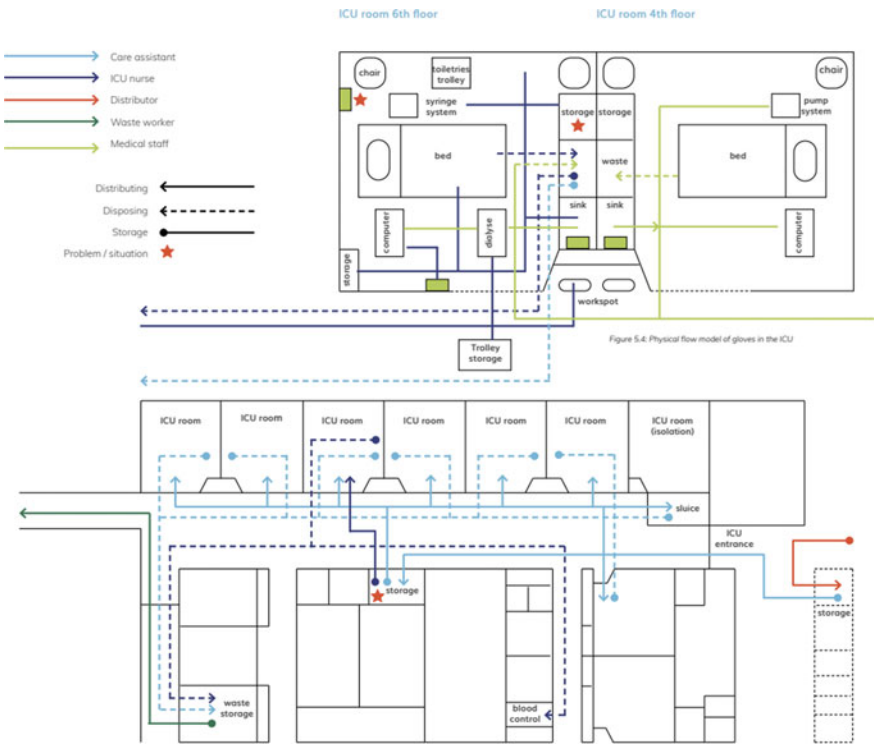 ICU room 6th floor
ICU room 4th floor
Care assistant
ICU nurse
Distributor
Waste worker
Medical staff
Distributing
Disposing
Storage
Problem / situation
chair
toiletries
trolley
chair
syringe
system
storage
storage
pump
system
bed
waste
bed
sink
sink
computer
dialyse
computer
storage
workspot
Figure 5.4: Physical flow model of gloves in the ICU
Trolley
storage
ICU room
ICU room
ICU room
ICU room
ICU room
ICU room
ICU room
(isolation)
sluice
ICU
entrance
storage
storage
waste
storage
blood
control